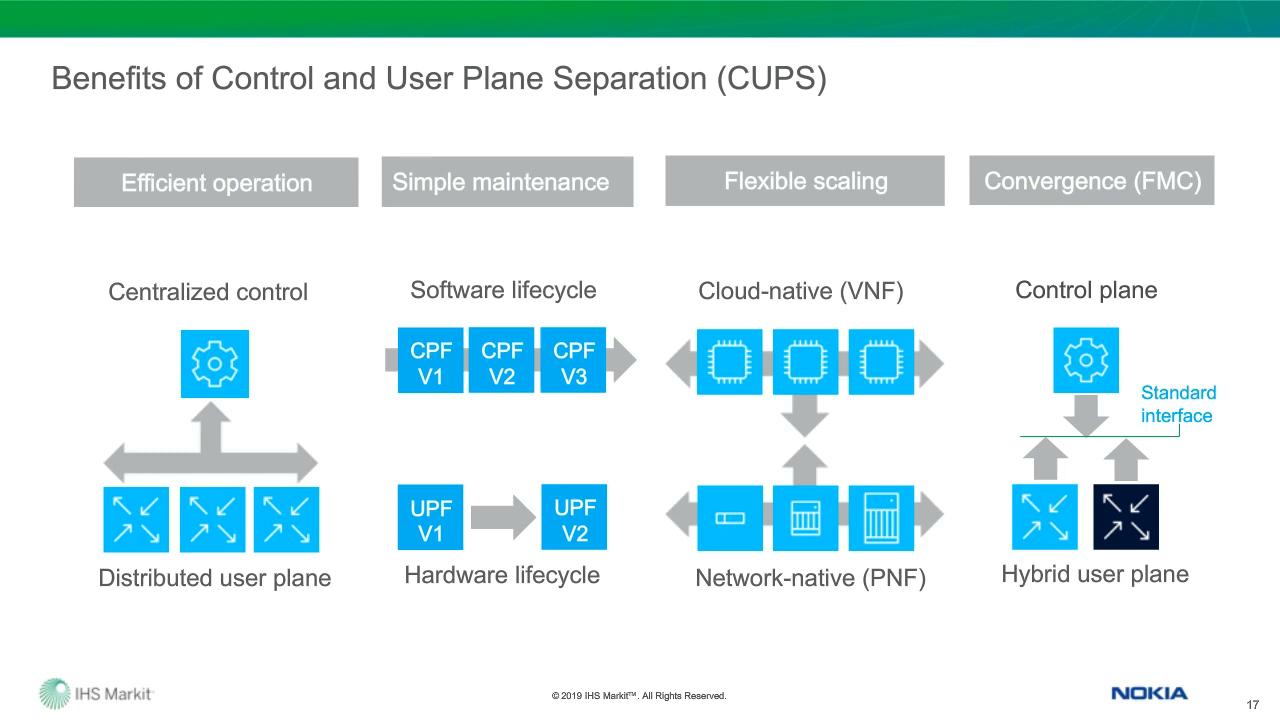 Benefits of Control and User Plane Separation (CUPS)
Efficient operation
Simple maintenance
Flexible scaling
Convergence (FMC)
Centralized control
Software lifecycle
Cloud-native (VNF)
Control plane
CPF
V1
CPF
V2
CPF
V3
Standard
interface
UPF
V1
UPF
V2
Distributed user plane
Hardware lifecycle
Network-native (PNF)
Hybrid user plane
IHS Markit™
© 2019 IHS Markit™. All Rights Reserved.
NOKIA
17